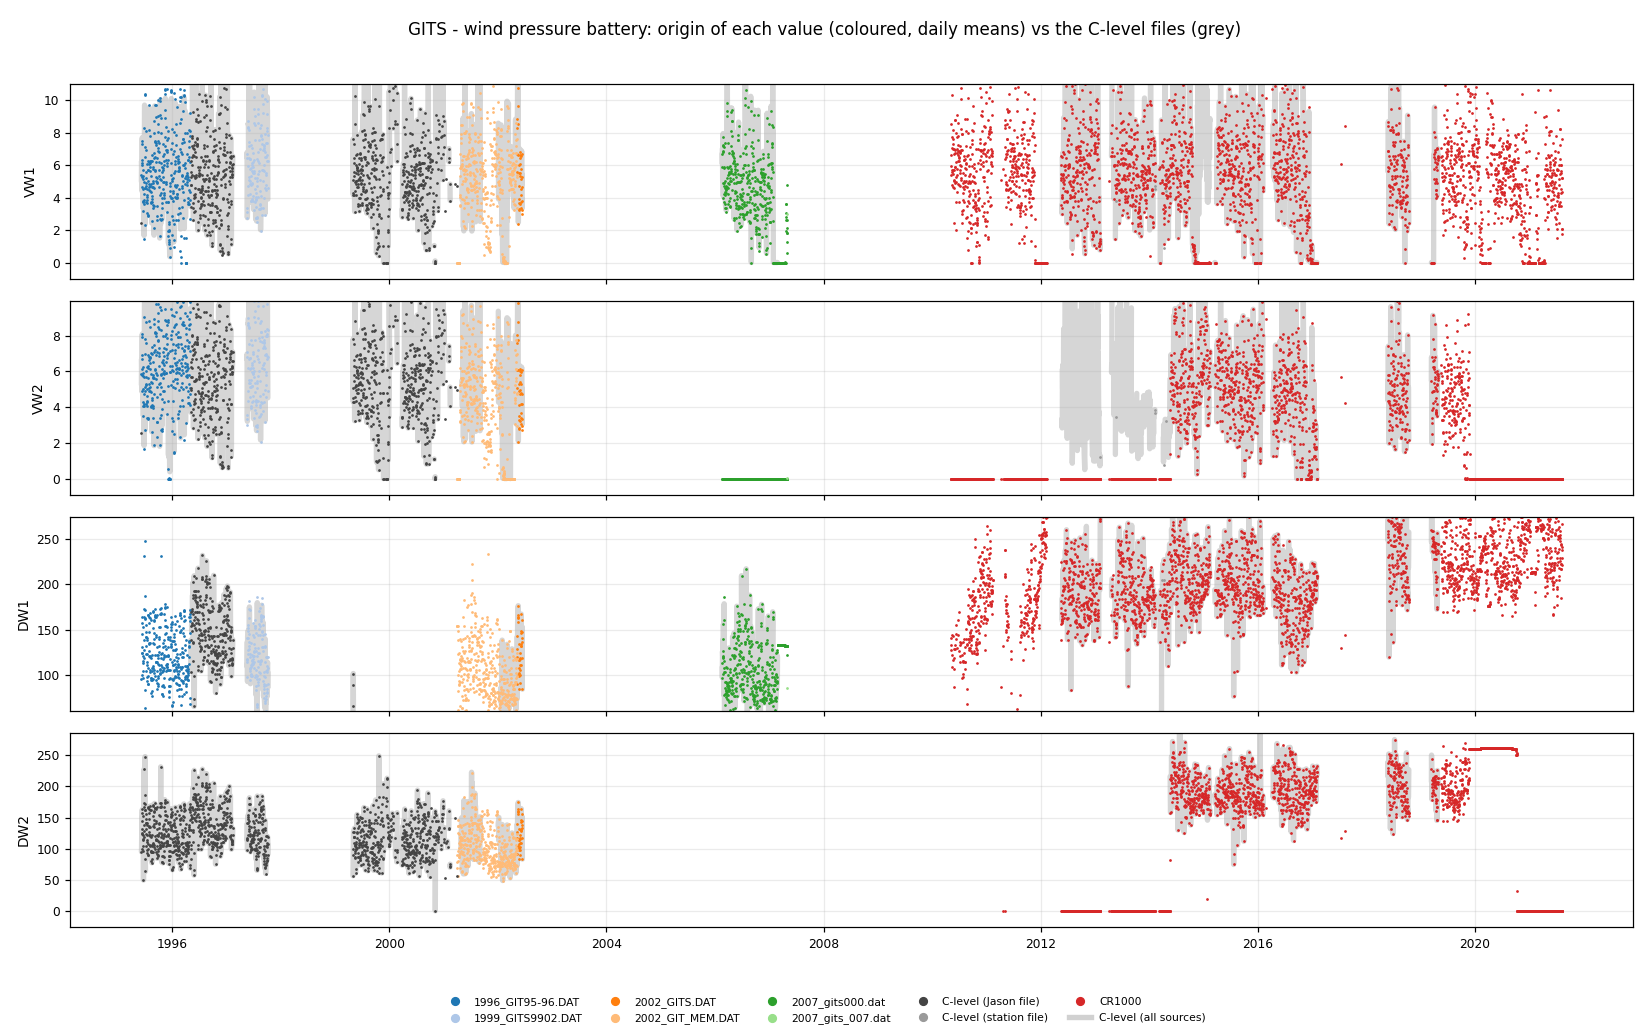 GITS - wind pressure battery: origin of each value (coloured, daily means) vs the C-level files (grey)
10
8
6
4
2
0
VW1
8
6
4
2
0
VW2
250
200
150
100
DW1
250
200
150
100
50
0
DW2
1996 2000 2004 2008 2012 2016 2020
1996_GIT95-96.DAT 2002_GITS.DAT 2007_gits000.dat C-level (Jason file) CR1000
1999_GITS9902.DAT 2002_GIT_MEM.DAT 2007_gits_007.dat C-level (station file) C-level (all sources)